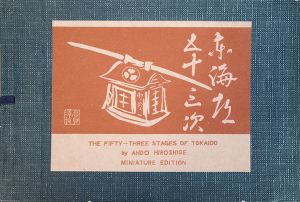 東海道
五十三次
THE FIFTY-THREE STAGES OF TOKAIDO
by ANDO HIROSHIGE
MINIATURE EDITION